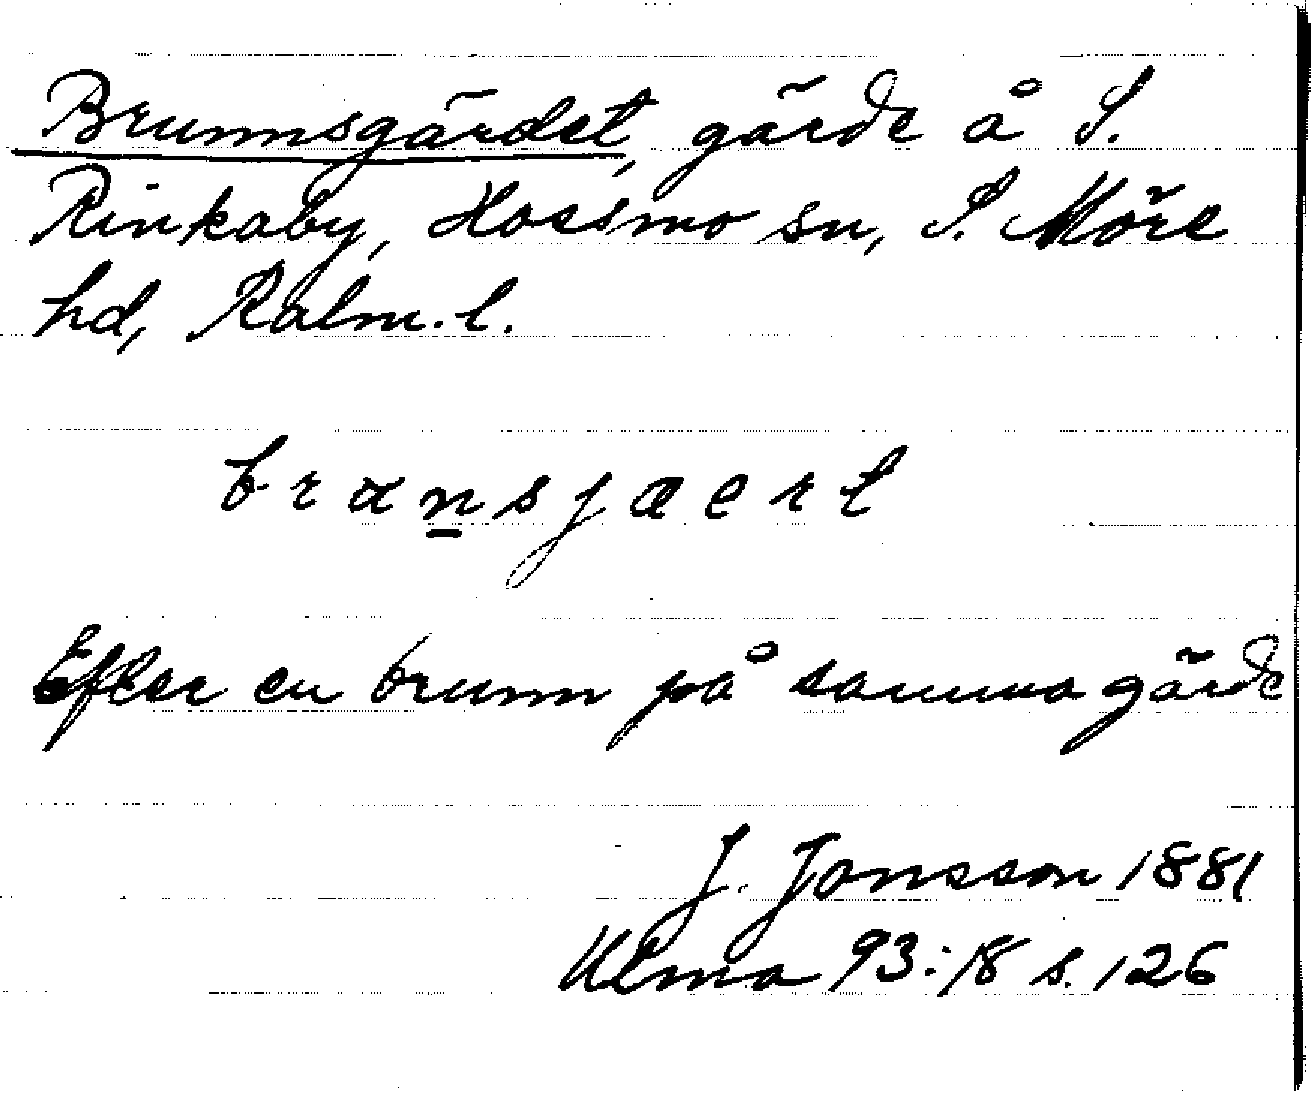 Brunnsgärdet, gärde å S.
Rinkaby, Hossmo sn, S. Möre
hd, Kalm. l.
bransjæert
Efter en brunn på samma gärde
J. Jonsson 1881
Ulma 93:18 s. 126